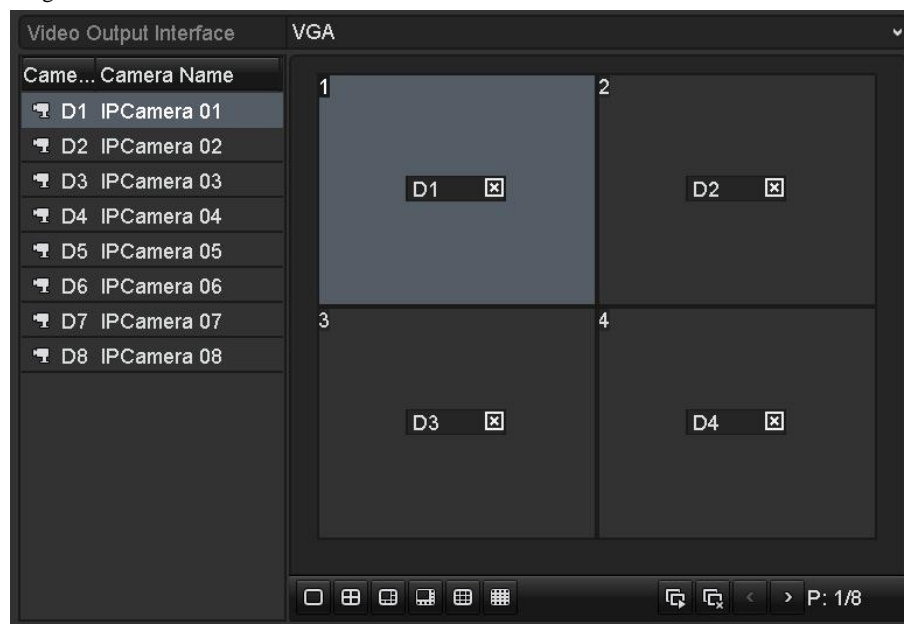 Video Output Interface VGA
Came... Camera Name
D1 IPCamera 01
D2 IPCamera 02
D3 IPCamera 03
D4 IPCamera 04
D5 IPCamera 05
D6 IPCamera 06
D7 IPCamera 07
D8 IPCamera 08
1 2
D1 D2
3 4
D3 D4
P: 1/8